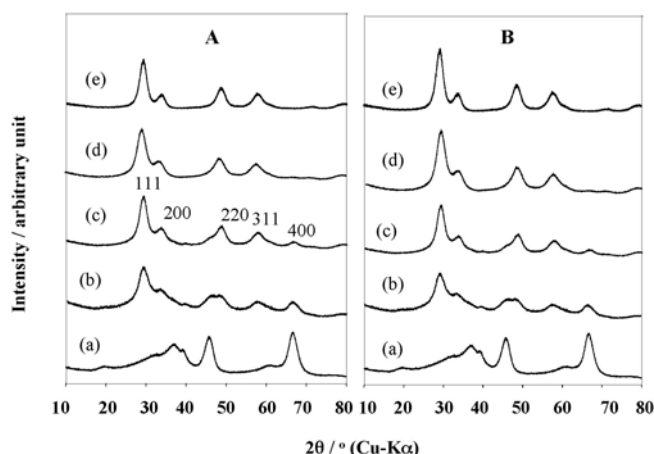 A
B
(e)
(e)
(d)
(d)
111
200
220
311
400
(c)
(c)
(b)
(b)
(a)
(a)
Intensity / arbitrary unit
10 20 30 40 50 60 70 80
10 20 30 40 50 60 70 80
2θ / º (Cu-Kα)